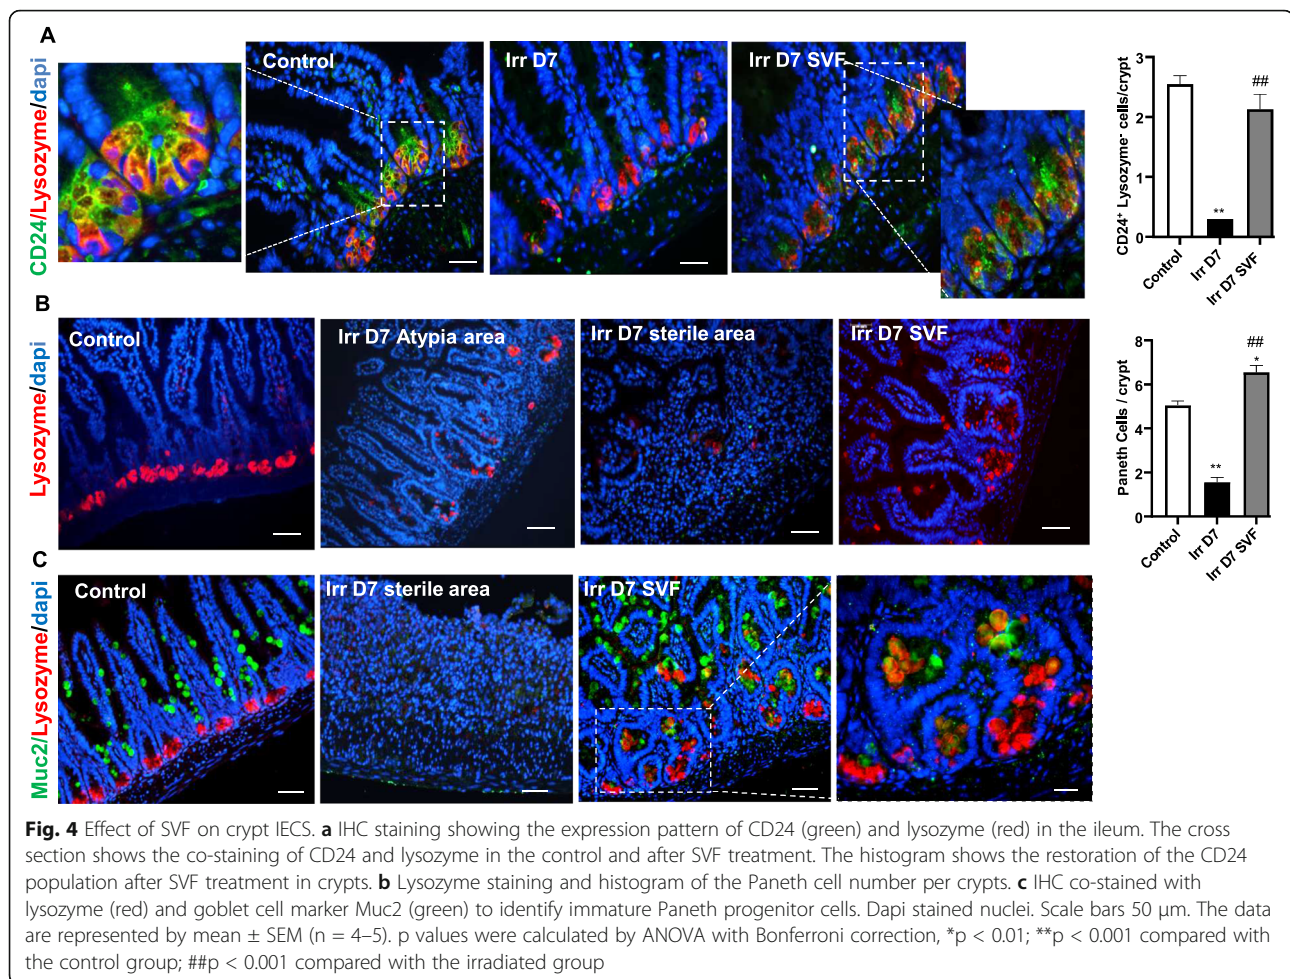 A
CD24/Lysozyme/dapi
Control
Irr D7
Irr D7 SVF
CD24⁺ Lysozyme⁻ cells/crypt
3
2
1
0
**
##
Control
Irr D7
Irr D7 SVF
B
Lysozyme/dapi
Control
Irr D7 Atypia area
Irr D7 sterile area
Irr D7 SVF
Paneth Cells / crypt
8
6
4
2
0
**
##
*
Control
Irr D7
Irr D7 SVF
C
Muc2/Lysozyme/dapi
Control
Irr D7 sterile area
Irr D7 SVF
Fig. 4 Effect of SVF on crypt IECS. a IHC staining showing the expression pattern of CD24 (green) and lysozyme (red) in the ileum. The cross
section shows the co-staining of CD24 and lysozyme in the control and after SVF treatment. The histogram shows the restoration of the CD24
population after SVF treatment in crypts. b Lysozyme staining and histogram of the Paneth cell number per crypts. c IHC co-stained with
lysozyme (red) and goblet cell marker Muc2 (green) to identify immature Paneth progenitor cells. Dapi stained nuclei. Scale bars 50 μm. The data
are represented by mean ± SEM (n = 4–5). p values were calculated by ANOVA with Bonferroni correction, *p < 0.01; **p < 0.001 compared with
the control group; ##p < 0.001 compared with the irradiated group